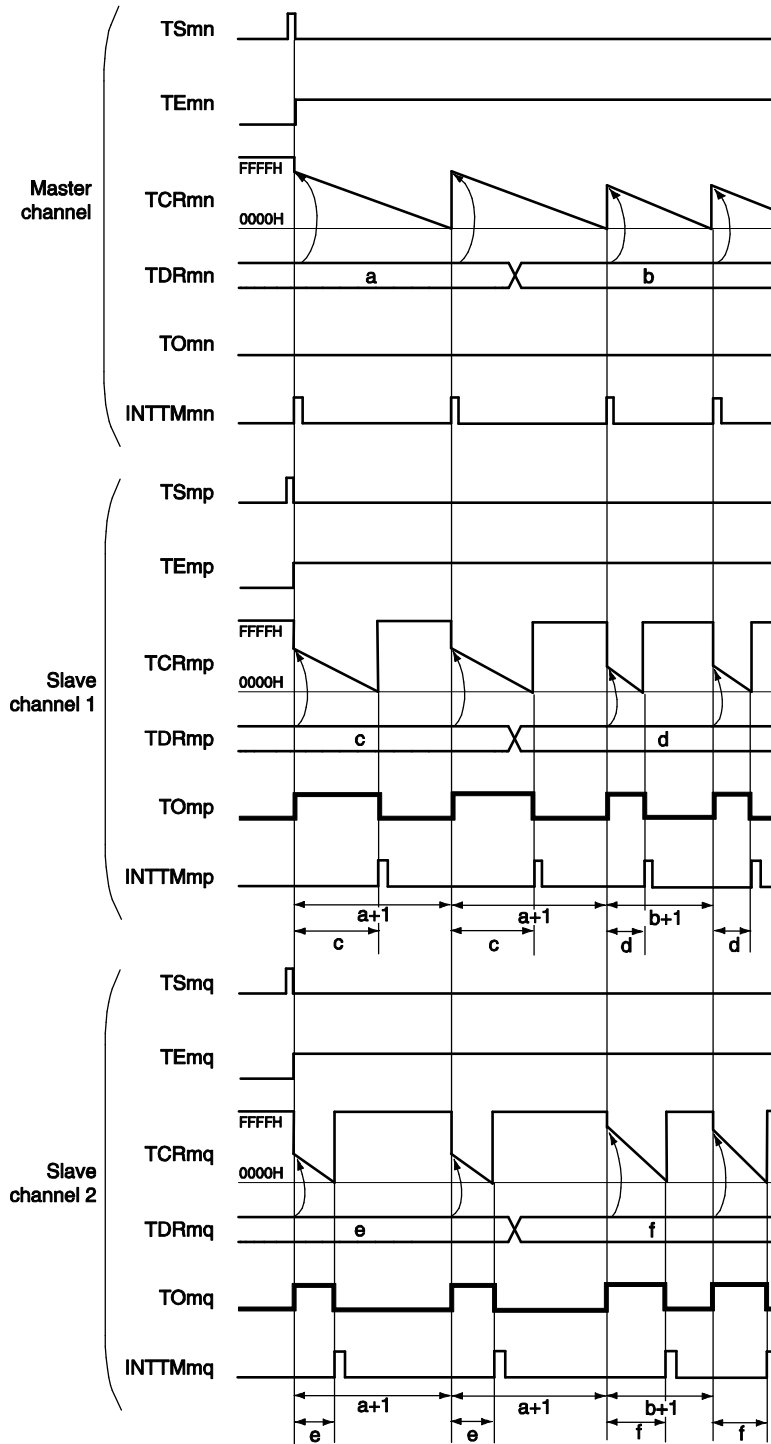 TSmn
TEmn
Master
channel
FFFFH
TCRmn
0000H
TDRmn
a
b
TOmn
INTTMmn
TSmp
TEmp
Slave
channel 1
FFFFH
TCRmp
0000H
TDRmp
c
d
TOmp
INTTMmp
a+1
a+1
b+1
c
c
d
d
TSmq
TEmq
Slave
channel 2
FFFFH
TCRmq
0000H
TDRmq
e
f
TOmq
INTTMmq
a+1
a+1
b+1
e
e
f
f